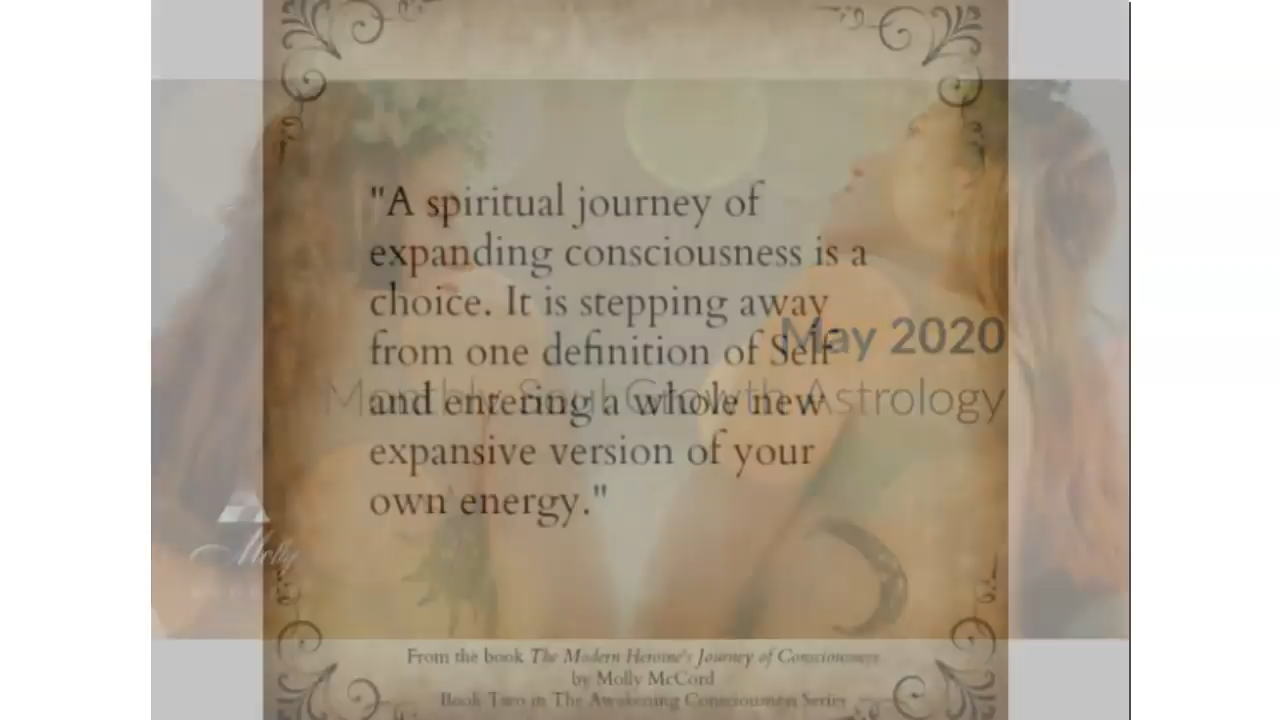 "A spiritual journey of
expanding consciousness is a
choice. It is stepping away
from one definition of Self
and entering a whole new
expansive version of your
own energy."
May 2020
Monthly Soul Growth Astrology
Molly
From the book The Modern Heroine's Journey of Consciousness
by Molly McCord
Book Two in The Awakening Consciousness Series